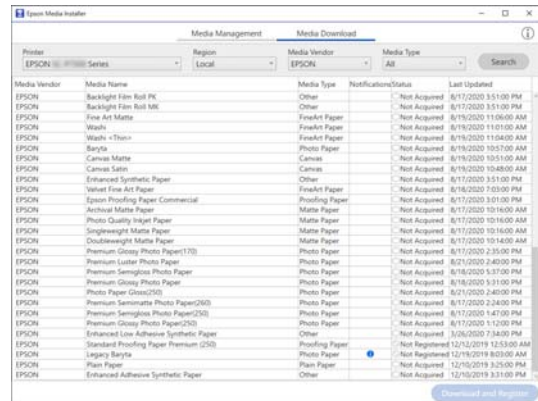 Epson Media Installer
Media Management Media Download
Printer Region Media Vendor Media Type
EPSON Series Local EPSON All Search
Media Vendor Media Name Media Type Notifications Status Last Updated
EPSON Backlight Film Roll PK Other Not Acquired 8/17/2020 3:51:00 PM
EPSON Backlight Film Roll MK Other Not Acquired 8/17/2020 3:51:00 PM
EPSON Fine Art Matte FineArt Paper Not Acquired 8/19/2020 11:06:00 AM
EPSON Washi FineArt Paper Not Acquired 8/19/2020 11:01:00 AM
EPSON Washi <Thin> FineArt Paper Not Acquired 8/19/2020 11:04:00 AM
EPSON Baryta Photo Paper Not Acquired 8/19/2020 10:57:00 AM
EPSON Canvas Matte Canvas Not Acquired 8/19/2020 10:51:00 AM
EPSON Canvas Satin Canvas Not Acquired 8/19/2020 10:48:00 AM
EPSON Enhanced Synthetic Paper Other Not Acquired 8/17/2020 3:51:00 PM
EPSON Velvet Fine Art Paper FineArt Paper Not Acquired 8/18/2020 7:03:00 PM
EPSON Epson Proofing Paper Commercial Proofing Paper Not Acquired 8/17/2020 3:01:00 PM
EPSON Archival Matte Paper Matte Paper Not Acquired 8/17/2020 10:16:00 AM
EPSON Photo Quality Inkjet Paper Matte Paper Not Acquired 8/17/2020 10:16:00 AM
EPSON Singleweight Matte Paper Matte Paper Not Acquired 8/17/2020 10:16:00 AM
EPSON Doubleweight Matte Paper Matte Paper Not Acquired 8/17/2020 10:14:00 AM
EPSON Premium Glossy Photo Paper(170) Photo Paper Not Acquired 8/17/2020 2:35:00 PM
EPSON Premium Luster Photo Paper Photo Paper Not Acquired 8/21/2020 2:40:00 PM
EPSON Premium Semigloss Photo Paper Photo Paper Not Acquired 8/18/2020 5:37:00 PM
EPSON Premium Glossy Photo Paper Photo Paper Not Acquired 8/18/2020 5:31:00 PM
EPSON Photo Paper Gloss(250) Photo Paper Not Acquired 8/21/2020 2:40:00 PM
EPSON Premium Semimatte Photo Paper(260) Photo Paper Not Acquired 8/17/2020 2:24:00 PM
EPSON Premium Semigloss Photo Paper(250) Photo Paper Not Acquired 8/17/2020 1:47:00 PM
EPSON Premium Glossy Photo Paper(250) Photo Paper Not Acquired 8/17/2020 1:12:00 PM
EPSON Enhanced Low Adhesive Synthetic Paper Other Not Acquired 3/26/2020 7:34:00 PM
EPSON Standard Proofing Paper Premium (250) Proofing Paper Not Registered 12/12/2019 12:53:00 AM
EPSON Legacy Baryta Photo Paper Not Registered 12/19/2019 8:03:00 AM
EPSON Plain Paper Plain Paper Not Acquired 12/10/2019 3:25:00 PM
EPSON Enhanced Adhesive Synthetic Paper Other Not Acquired 12/10/2019 3:31:00 PM
Download and Register